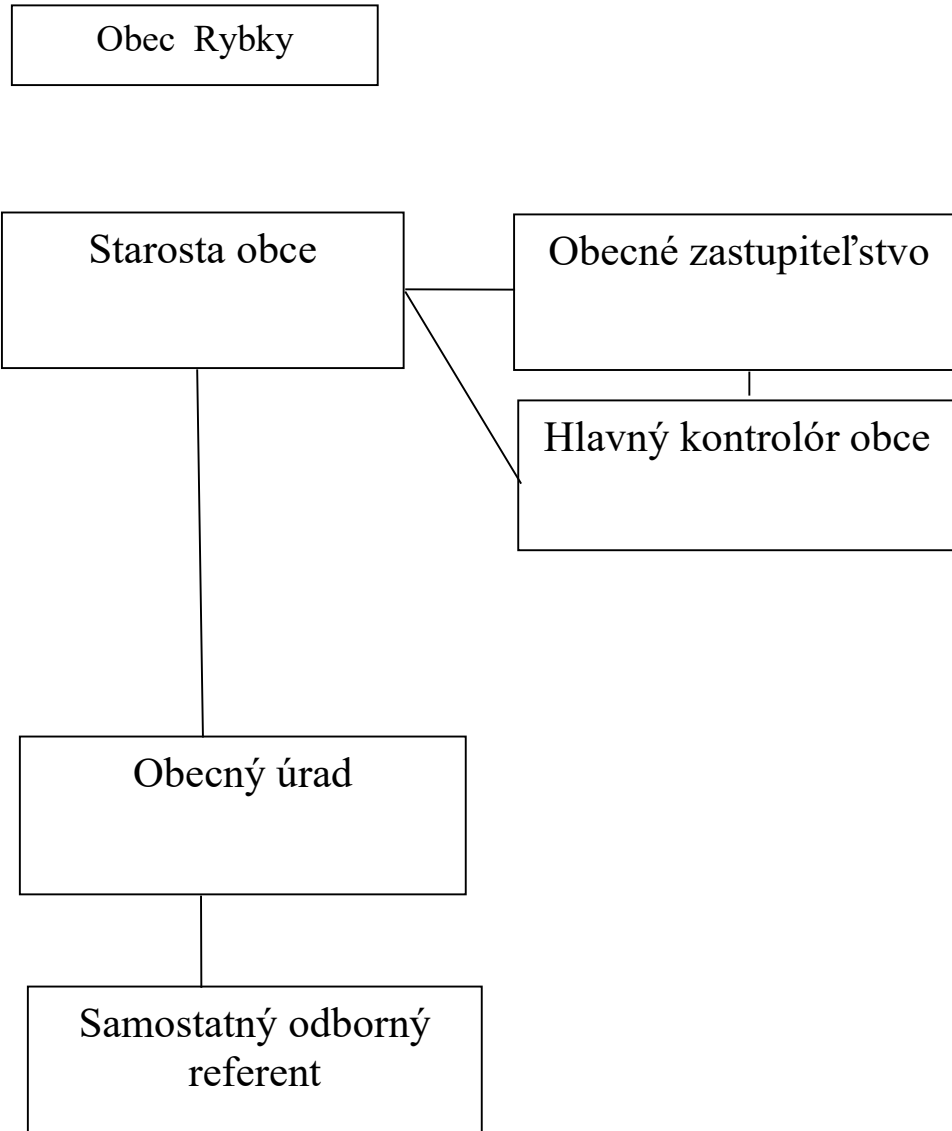 Obec Rybky
Starosta obce
Obecné zastupiteľstvo
Hlavný kontrolór obce
Obecný úrad
Samostatný odborný
referent